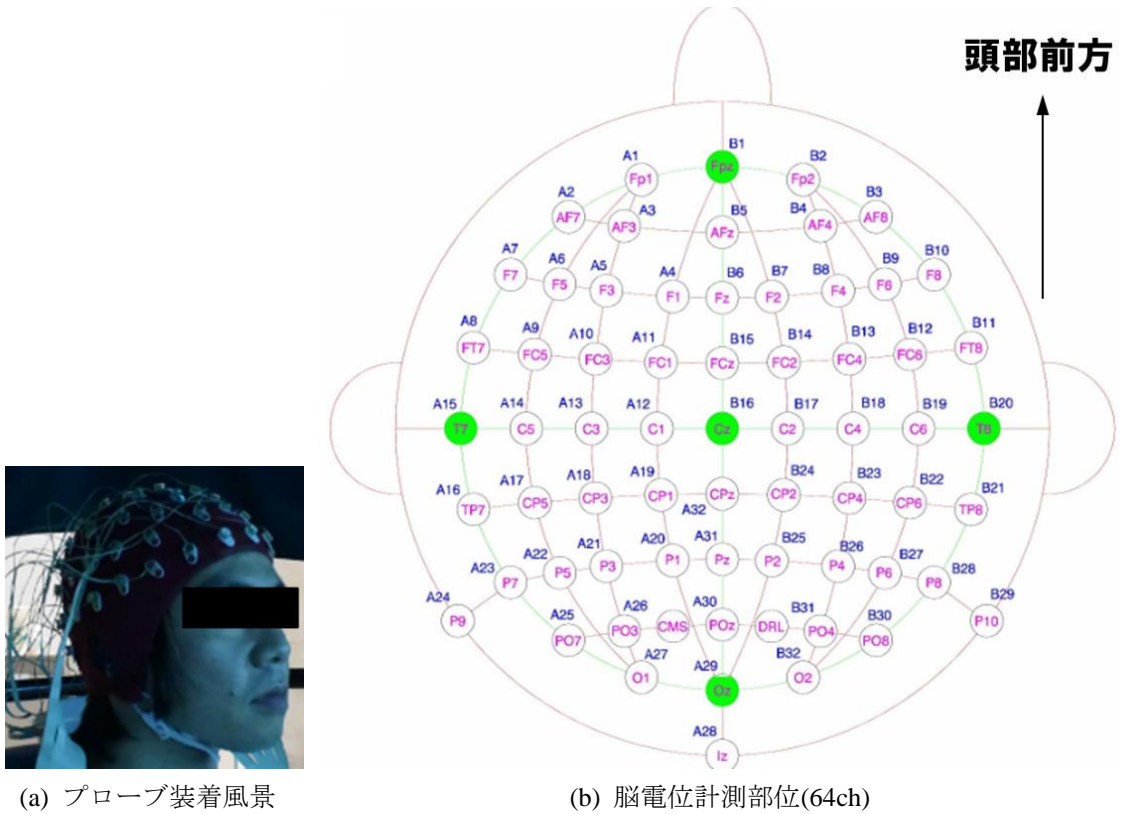 頭部前方
B1
A1 Fpz B2
Fp1 Fp2
A2 B3
A3 B5 B4
AF7 AF3 AFz AF4 AF8
A7 A6 A5 A4 B6 B7 B8 B9 B10
F7 F5 F3 F1 Fz F2 F4 F6 F8
A8 A9 A10 A11 B15 B14 B13 B12 B11
FT7 FC5 FC3 FC1 FCz FC2 FC4 FC6 FT8
A15 A14 A13 A12 B16 B17 B18 B19 B20
T7 C5 C3 C1 Cz C2 C4 C6 T8
A16 A17 A18 A19 B24 B23 B22 B21
TP7 CP5 CP3 CP1 CPz CP2 CP4 CP6 TP8
A32
A23 A22 A21 A20 A31 B25 B26 B27 B28
P7 P5 P3 P1 Pz P2 P4 P6 P8
A24 A25 A26 A30 B31 B30 B29
P9 PO7 PO3 CMS POz DRL PO4 PO8 P10
A27 A29 B32
O1 Oz O2
A28
Iz
(a) プローブ装着風景
(b) 脳電位計測部位(64ch)